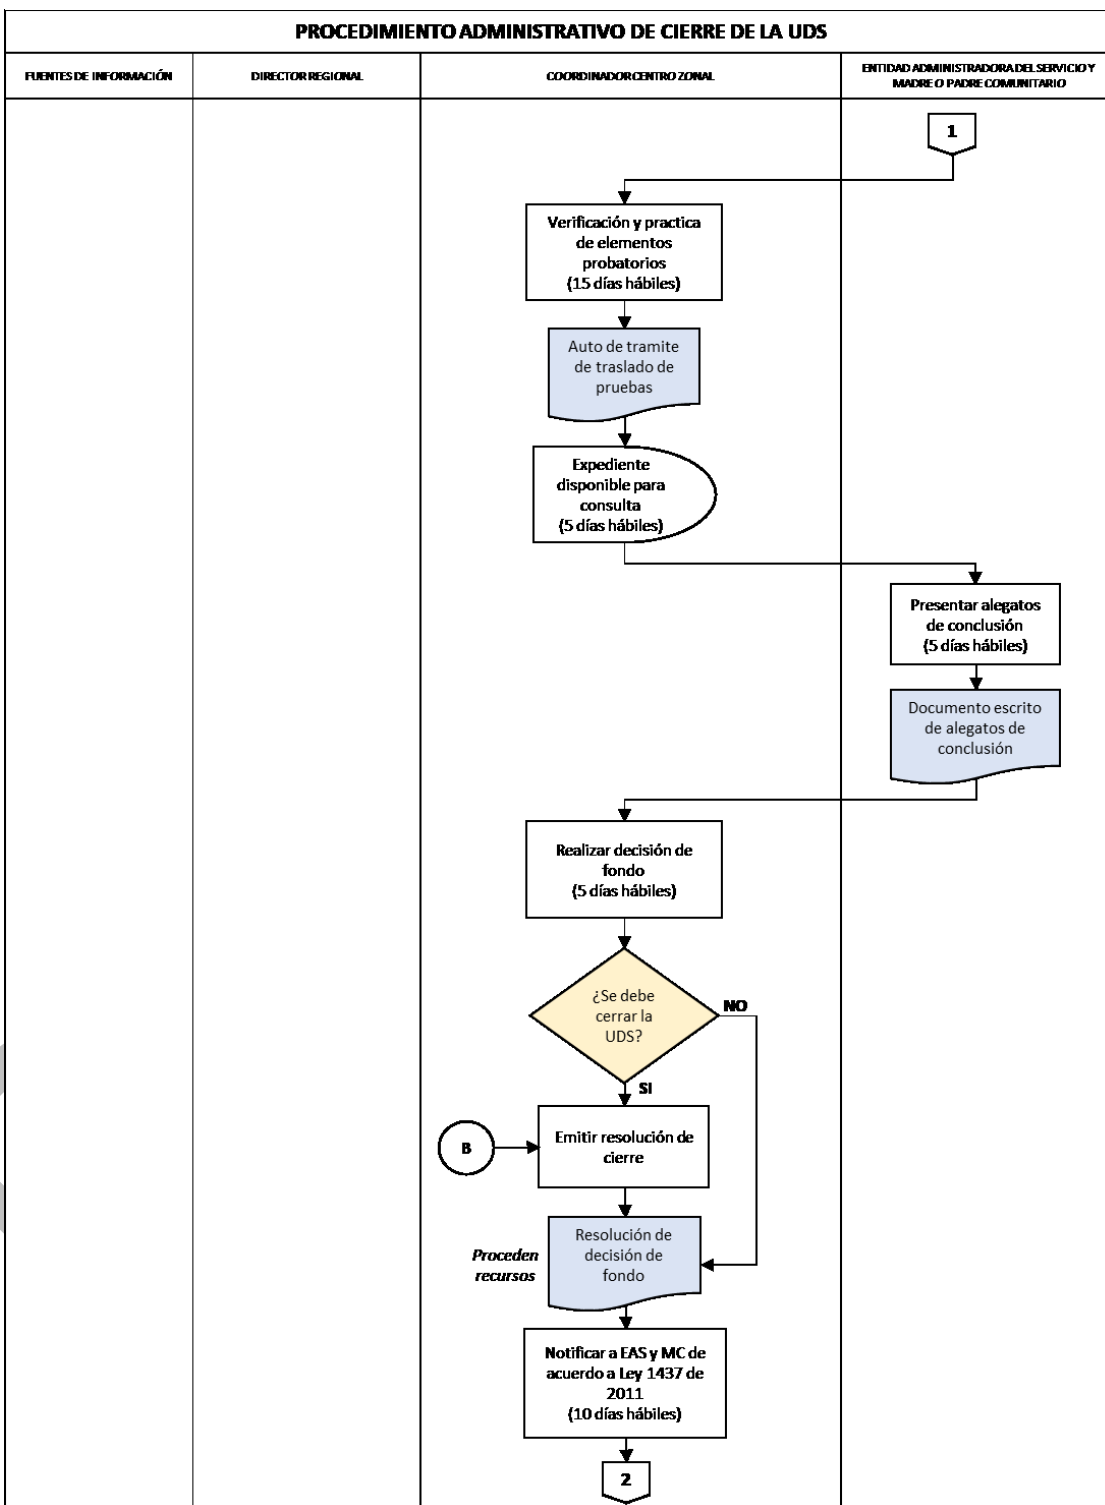 PROCEDIMIENTO ADMINISTRATIVO DE CIERRE DE LA UDS
FUENTES DE INFORMACIÓN
DIRECTOR REGIONAL
COORDINADOR CENTRO ZONAL
ENTIDAD ADMINISTRADORA DEL SERVICIO Y
MADRE O PADRE COMUNITARIO
1
Verificación y practica
de elementos
probatorios
(15 días hábiles)
Auto de tramite
de traslado de
pruebas
Expediente
disponible para
consulta
(5 días hábiles)
Presentar alegatos
de conclusión
(5 días hábiles)
Documento escrito
de alegatos de
conclusión
Realizar decisión de
fondo
(5 días hábiles)
¿Se debe
cerrar la
UDS?
NO
SI
B
Emitir resolución de
cierre
Proceden
recursos
Resolución de
decisión de
fondo
Notificar a EAS y MC de
acuerdo a Ley 1437 de
2011
(10 días hábiles)
2